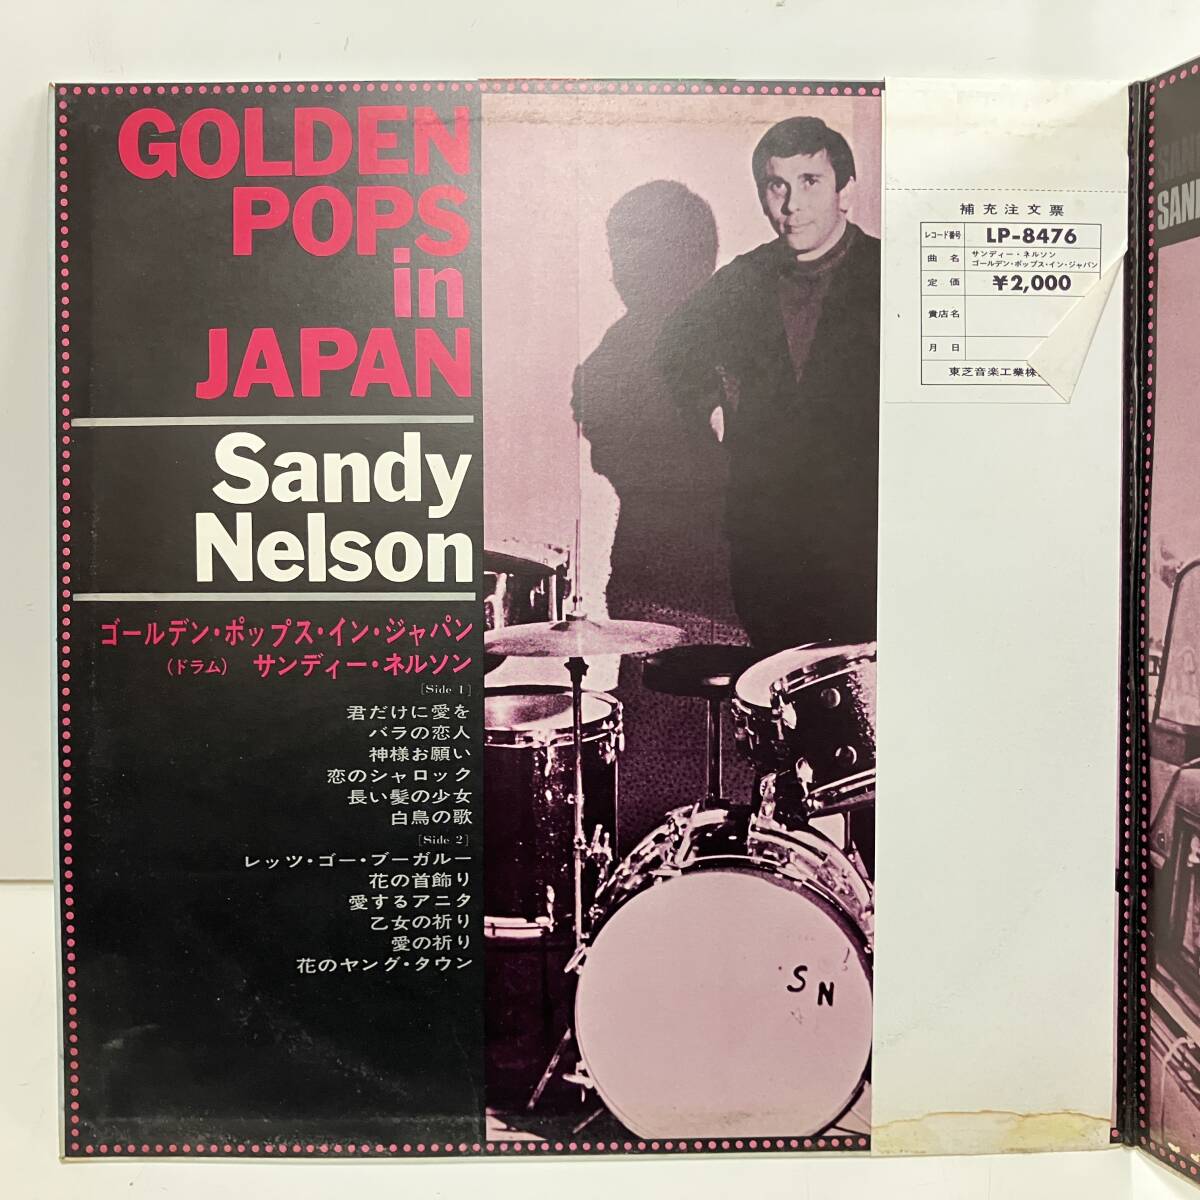 GOLDEN
POPS
in
JAPAN
Sandy
Nelson
ゴールデン・ポップス・イン・ジャパン
(ドラム) サンディー・ネルソン
[Side 1]
君だけに愛を
バラの恋人
神様お願い
恋のシャロック
長い髪の少女
白鳥の歌
[Side 2]
レッツ・ゴー・ブーガルー
花の首飾り
愛するアニタ
乙女の祈り
愛の祈り
花のヤング・タウン
S N
補充注文票
レコード番号 LP-8476
曲名 サンディー・ネルソン
ゴールデン・ポップス・イン・ジャパン
定価 ¥2,000
貴店名
月日
東芝音楽工業株